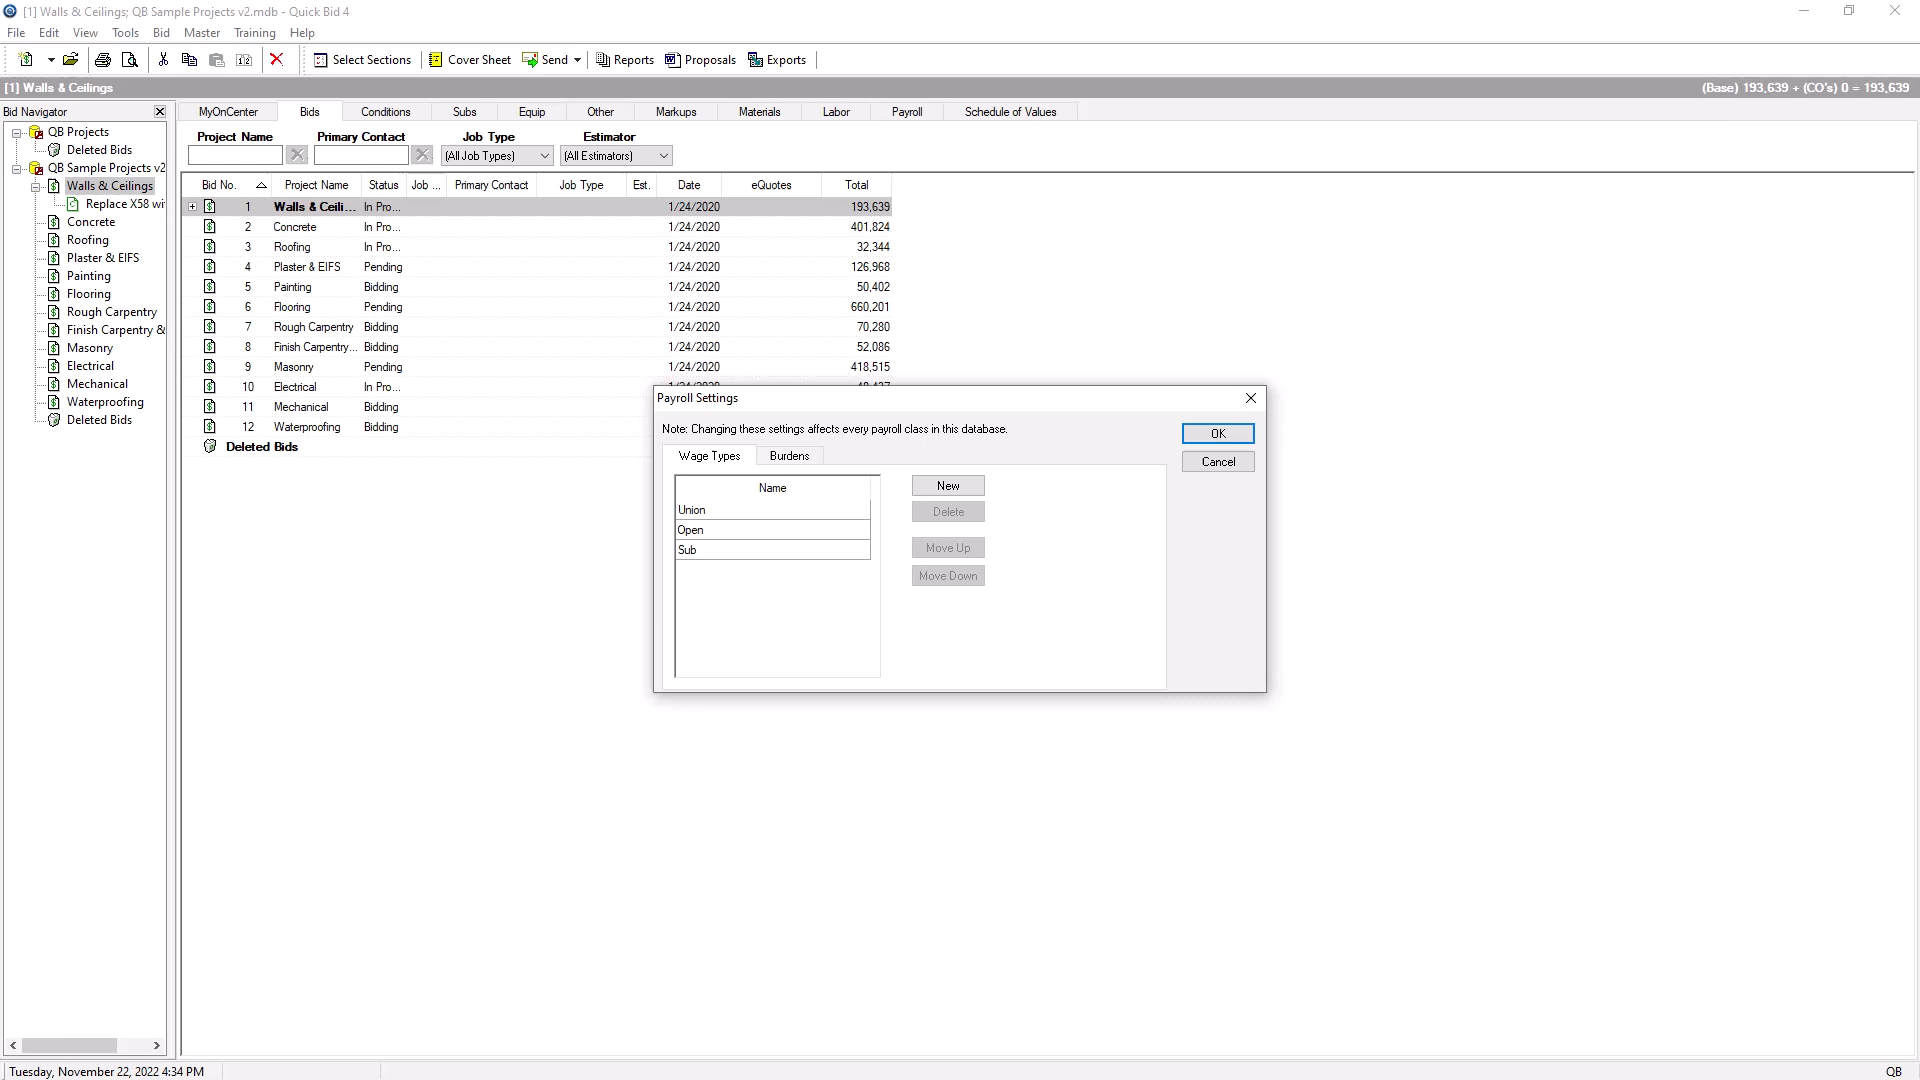 [1] Walls & Ceilings; QB Sample Projects v2.mdb - Quick Bid 4
File Edit View Tools Bid Master Training Help
Select Sections Cover Sheet Send Reports Proposals Exports
[1] Walls & Ceilings (Base) 193,639 + (CO's) 0 = 193,639
Bid Navigator
QB Projects
Deleted Bids
QB Sample Projects v2
Walls & Ceilings
Replace X58 wi
Concrete
Roofing
Plaster & EIFS
Painting
Flooring
Rough Carpentry
Finish Carpentry &
Masonry
Electrical
Mechanical
Waterproofing
Deleted Bids
MyOnCenter Bids Conditions Subs Equip Other Markups Materials Labor Payroll Schedule of Values
Project Name Primary Contact Job Type Estimator
(All Job Types) (All Estimators)
Bid No. Project Name Status Job ... Primary Contact Job Type Est. Date eQuotes Total
1 Walls & Ceili... In Pro... 1/24/2020 193,639
2 Concrete In Pro... 1/24/2020 401,824
3 Roofing In Pro... 1/24/2020 32,344
4 Plaster & EIFS Pending 1/24/2020 126,968
5 Painting Bidding 1/24/2020 50,402
6 Flooring Pending 1/24/2020 660,201
7 Rough Carpentry Bidding 1/24/2020 70,280
8 Finish Carpentry... Bidding 1/24/2020 52,086
9 Masonry Pending 1/24/2020 418,515
10 Electrical In Pro...
11 Mechanical Bidding
12 Waterproofing Bidding
Deleted Bids
Payroll Settings
Note: Changing these settings affects every payroll class in this database.
OK
Cancel
Wage Types Burdens
Name
Union
Open
Sub
New
Delete
Move Up
Move Down
Tuesday, November 22, 2022 4:34 PM QB